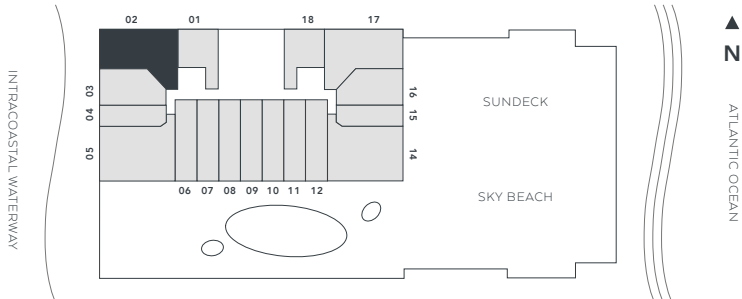 02 01 18 17
N
03
04
05
16
15
14
06 07 08 09 10 11 12
SUNDECK
SKY BEACH
INTRACOASTAL WATERWAY
ATLANTIC OCEAN